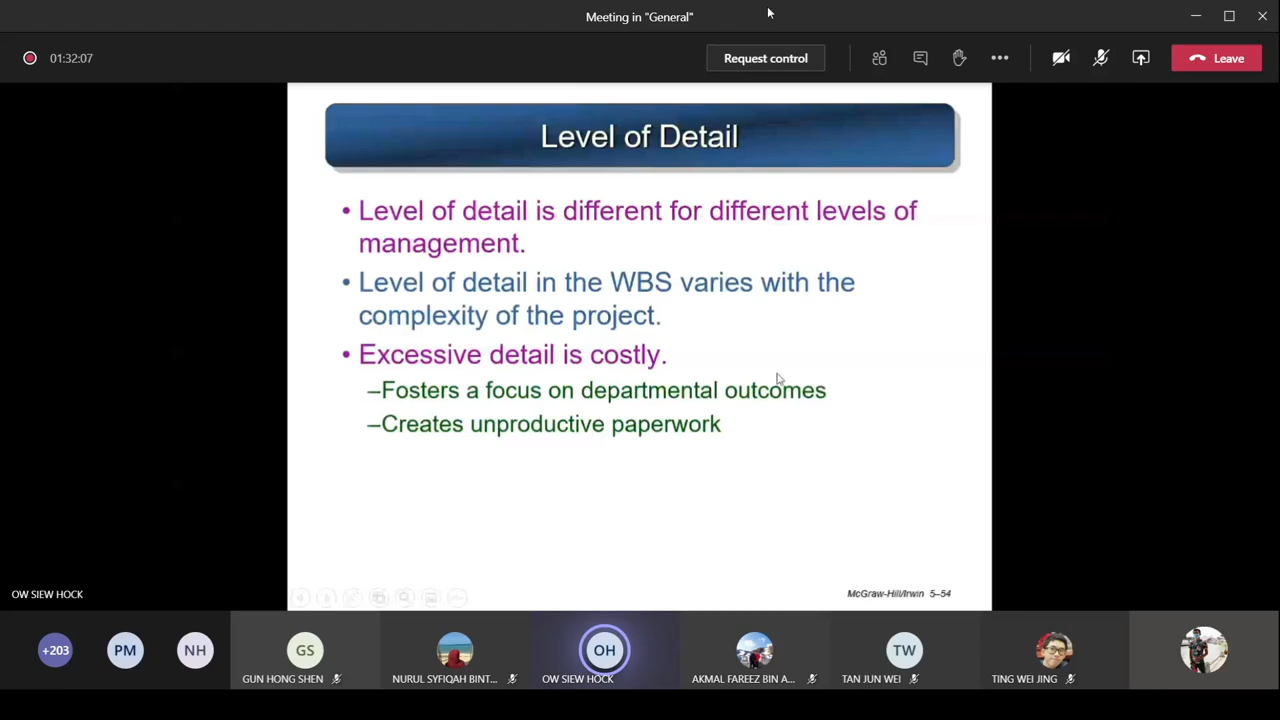 Meeting in "General"
01:32:07
Request control
Leave
Level of Detail
• Level of detail is different for different levels of
management.
• Level of detail in the WBS varies with the
complexity of the project.
• Excessive detail is costly.
–Fosters a focus on departmental outcomes
–Creates unproductive paperwork
McGraw-Hill/Irwin 5–54
OW SIEW HOCK
+203
PM
NH
GS
OH
TW
GUN HONG SHEN
NURUL SYFIQAH BINT...
OW SIEW HOCK
AKMAL FAREEZ BIN A...
TAN JUN WEI
TING WEI JING